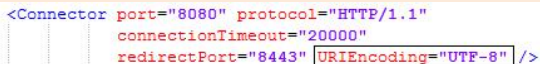 <Connector port="8080" protocol="HTTP/1.1"
connectionTimeout="20000"
redirectPort="8443" URIEncoding="UTF-8" />